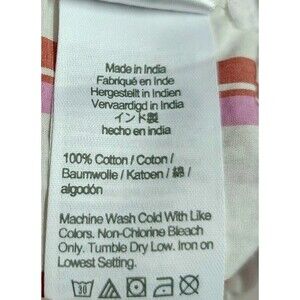 Made in India
Fabriqué en Inde
Hergestellt in Indien
Vervaardigd in India
インド製
hecho en india
100% Cotton / Coton /
Baumwolle / Katoen / 綿 /
algodón
Machine Wash Cold With Like
Colors. Non-Chlorine Bleach
Only. Tumble Dry Low. Iron on
Lowest Setting.
30